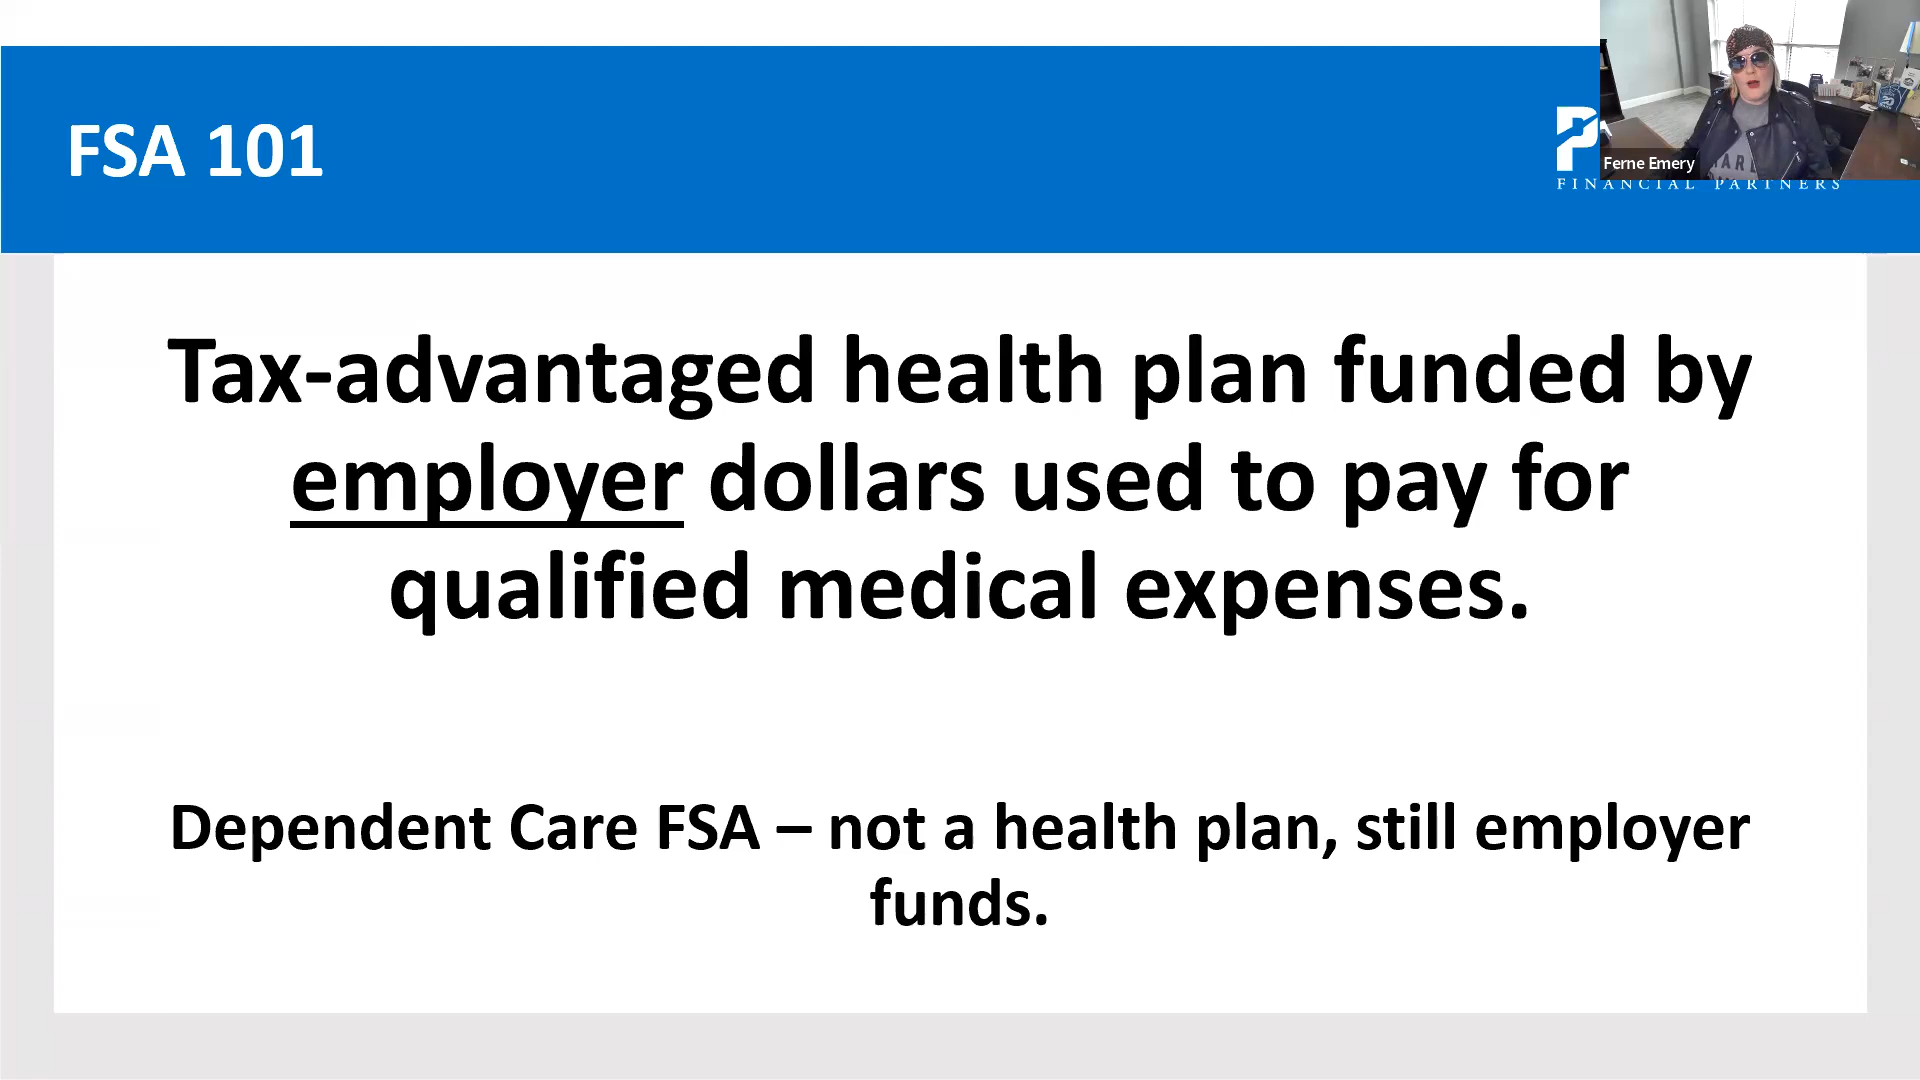 FSA 101
P
FINANCIAL PARTNERS
Ferne Emery
Tax-advantaged health plan funded by
employer dollars used to pay for
qualified medical expenses.
Dependent Care FSA – not a health plan, still employer
funds.